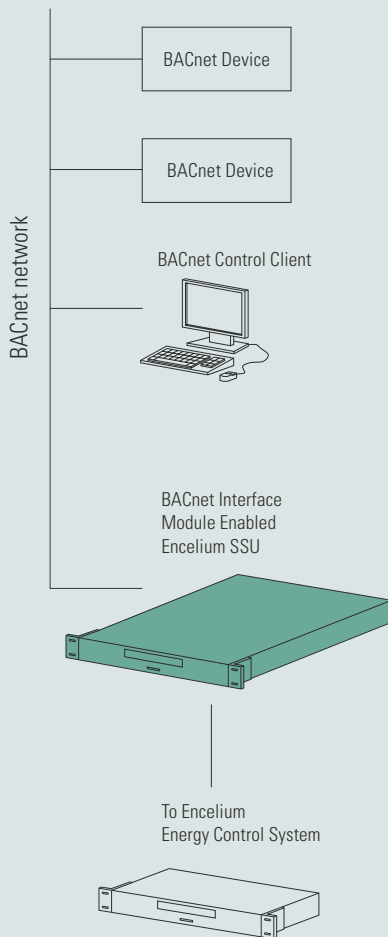 BACnet Device
BACnet Device
BACnet network
BACnet Control Client
BACnet Interface
Module Enabled
Encelium SSU
To Encelium
Energy Control System